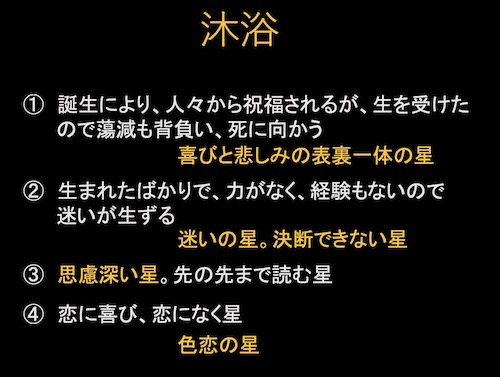 沐浴
① 誕生により、人々から祝福されるが、生を受けた
ので蕩減も背負い、死に向かう
喜びと悲しみの表裏一体の星
② 生まれたばかりで、力がなく、経験もないので
迷いが生ずる
迷いの星。決断できない星
③ 思慮深い星。先の先まで読む星
④ 恋に喜び、恋になく星
色恋の星